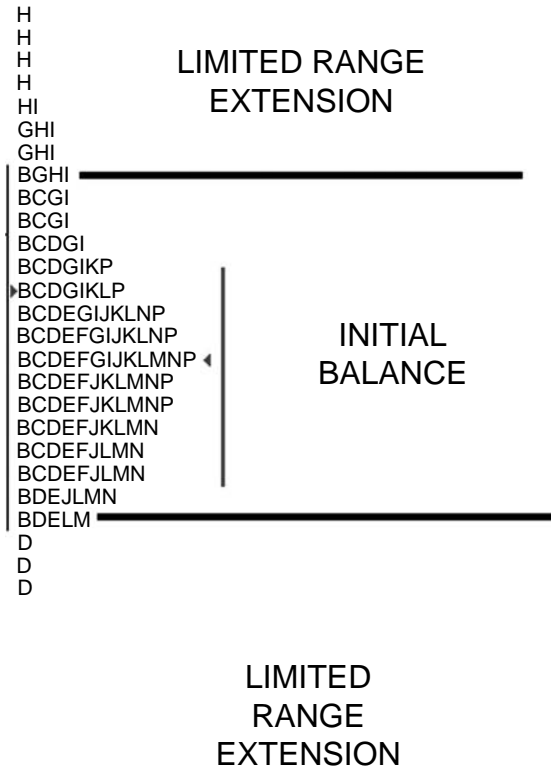 H
H
H
H
HI
GHI
GHI
BGHI
BCGI
BCGI
BCDGI
BCDGIKP
BCDGIKLP
BCDEGIJKLNP
BCDEFGIJKLNP
BCDEFGIJKLMNP
BCDEFJKLMNP
BCDEFJKLMNP
BCDEFJKLMN
BCDEFJLMN
BCDEFJLMN
BDEJLMN
BDELM
D
D
D
LIMITED RANGE
EXTENSION
INITIAL
BALANCE
LIMITED
RANGE
EXTENSION